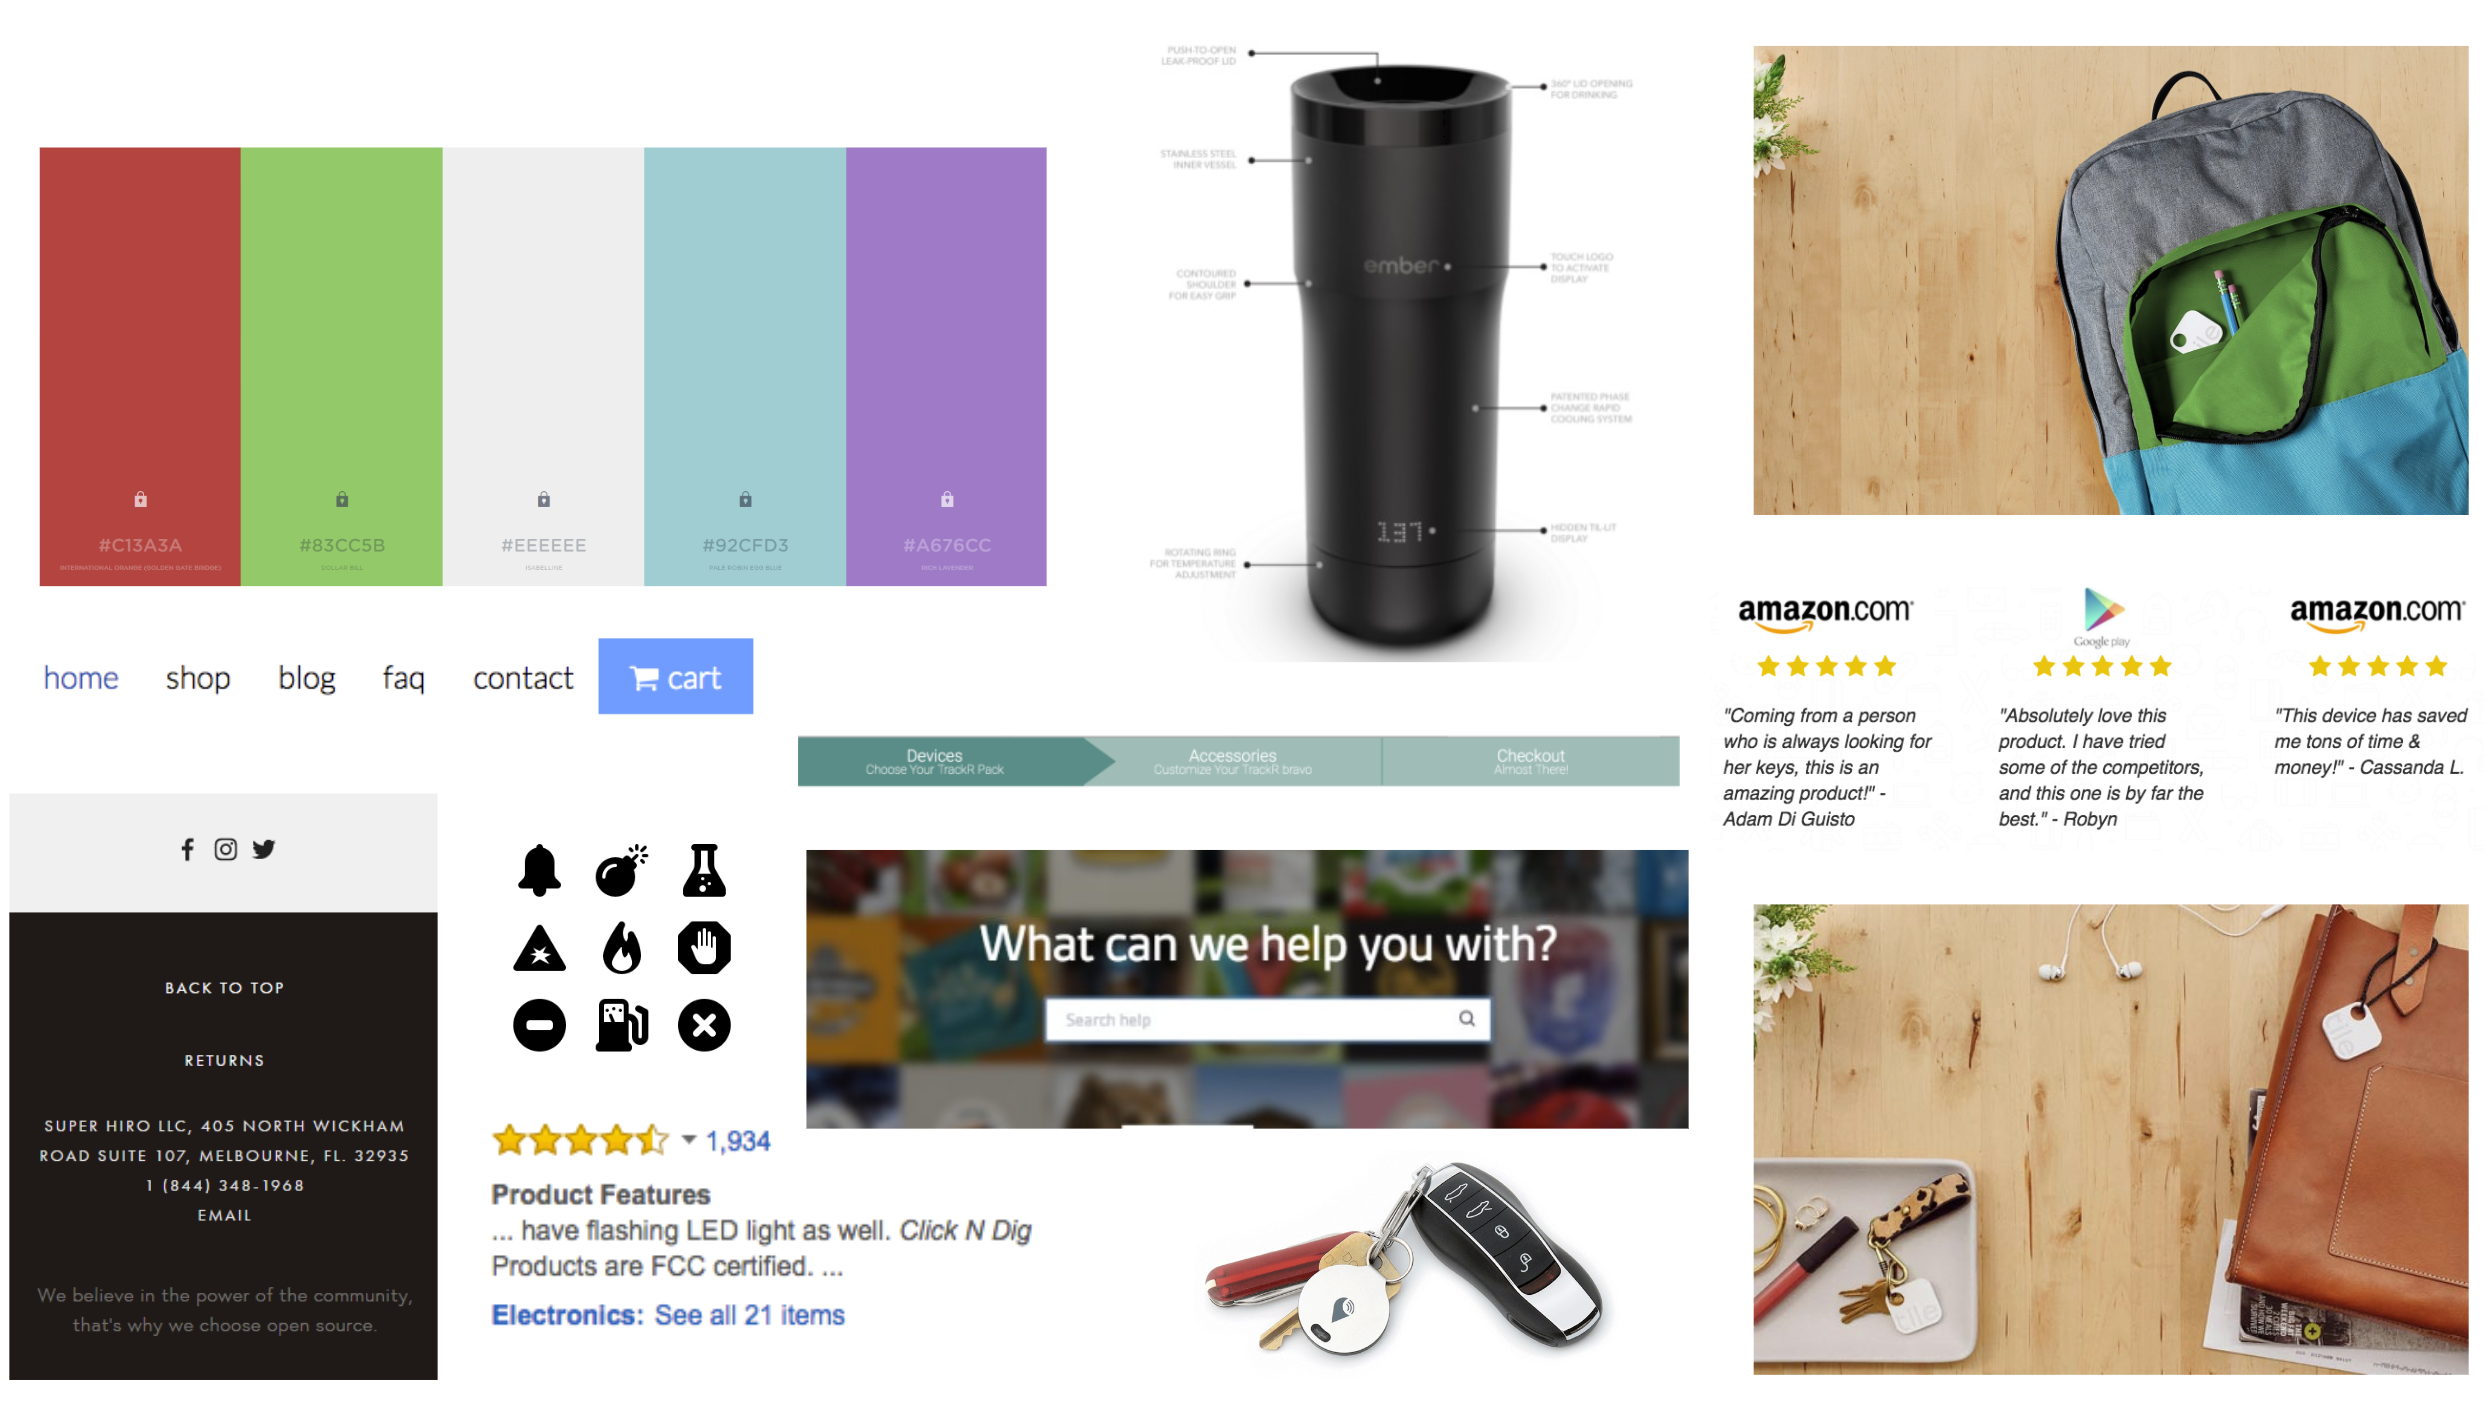 #C13A3A
INTERNATIONAL ORANGE (GOLDEN GATE BRIDGE)
#83CC5B
DOLLAR BILL
#EEEEEE
ISABELLINE
#92CFD3
PALE ROBIN EGG BLUE
#A676CC
RICH LAVENDER
home shop blog faq contact cart
BACK TO TOP
RETURNS
SUPER HIRO LLC, 405 NORTH WICKHAM
ROAD SUITE 107, MELBOURNE, FL. 32935
1 (844) 348-1968
EMAIL
We believe in the power of the community,
that's why we choose open source.
1,934
Product Features
... have flashing LED light as well. Click N Dig
Products are FCC certified. ...
Electronics: See all 21 items
PUSH-TO-OPEN
LEAK-PROOF LID
360° LID OPENING
FOR DRINKING
STAINLESS STEEL
INNER VESSEL
ember
TOUCH LOGO
TO ACTIVATE
DISPLAY
CONTOURED
SHOULDER
FOR EASY GRIP
PATENTED PHASE
CHANGE RAPID
COOLING SYSTEM
137
HIDDEN TIL-LIT
DISPLAY
ROTATING RING
FOR TEMPERATURE
ADJUSTMENT
Devices
Choose Your TrackR Pack
Accessories
Customize Your TrackR bravo
Checkout
Almost There!
What can we help you with?
Search help
tile
amazon.com
"Coming from a person
who is always looking for
her keys, this is an
amazing product!" -
Adam Di Guisto
Google play
"Absolutely love this
product. I have tried
some of the competitors,
and this one is by far the
best." - Robyn
amazon.com
"This device has saved
me tons of time &
money!" - Cassanda L.
tile
tile